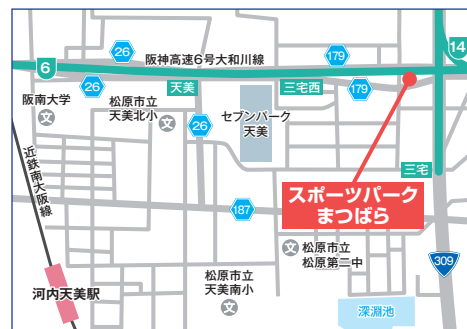 26
阪神高速6号大和川線
179
14
6
26
天美
三宅西
179
阪南大学
文
松原市立
天美北小
文
26
セブンパーク
天美
近鉄南大阪線
三宅
スポーツパーク
まつばら
187
文
松原市立
松原第二中
309
河内天美駅
松原市立
天美南小
文
深淵池